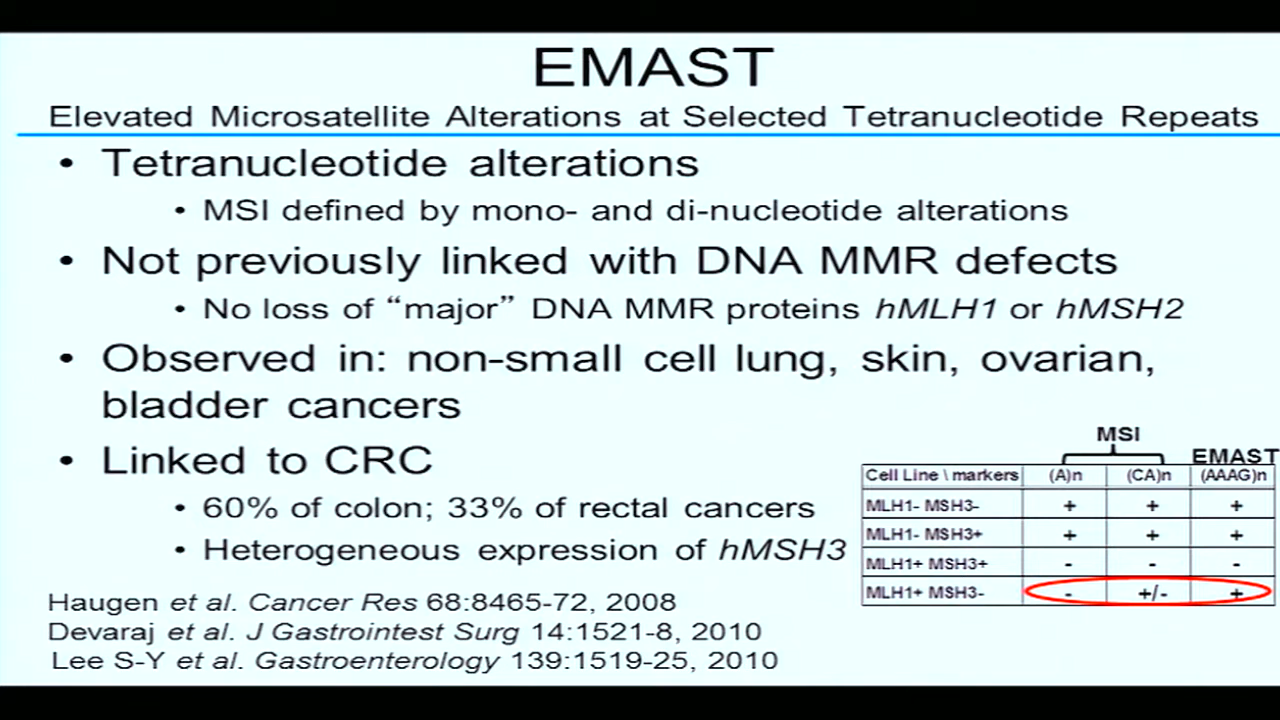 EMAST
Elevated Microsatellite Alterations at Selected Tetranucleotide Repeats
• Tetranucleotide alterations
• MSI defined by mono- and di-nucleotide alterations
• Not previously linked with DNA MMR defects
• No loss of “major” DNA MMR proteins hMLH1 or hMSH2
• Observed in: non-small cell lung, skin, ovarian,
bladder cancers
• Linked to CRC
• 60% of colon; 33% of rectal cancers
• Heterogeneous expression of hMSH3
MSI
EMAST
Cell Line \ markers (A)n (CA)n (AAAG)n
MLH1- MSH3- + + +
MLH1- MSH3+ + + +
MLH1+ MSH3+ - - -
MLH1+ MSH3- - +/- +
Haugen et al. Cancer Res 68:8465-72, 2008
Devaraj et al. J Gastrointest Surg 14:1521-8, 2010
Lee S-Y et al. Gastroenterology 139:1519-25, 2010